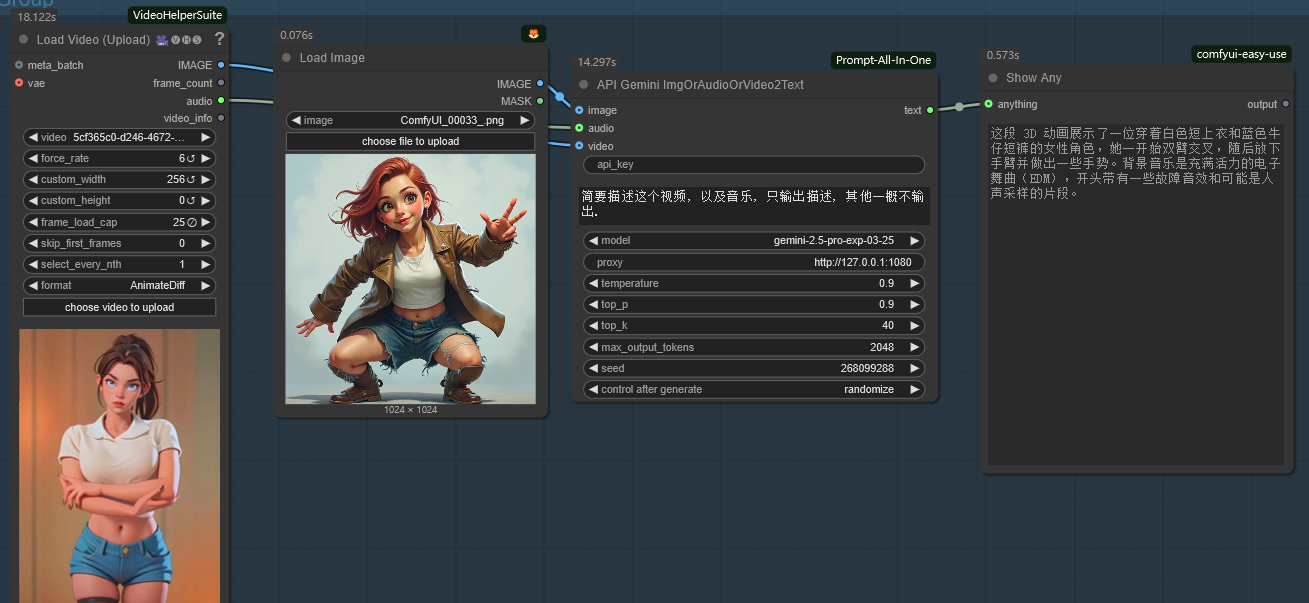 Group
18.122s
VideoHelperSuite
Load Video (Upload)
?
meta_batch
IMAGE
vae
frame_count
audio
video_info
video 5cf365c0-d246-4672-...
force_rate 6
custom_width 256
custom_height 0
frame_load_cap 25
skip_first_frames 0
select_every_nth 1
format AnimateDiff
choose video to upload
0.076s
Load Image
IMAGE
MASK
image ComfyUI_00033_.png
choose file to upload
1024 × 1024
14.297s
Prompt-All-In-One
API Gemini ImgOrAudioOrVideo2Text
image
text
audio
video
api_key
简要描述这个视频，以及音乐，只输出描述，其他一概不输
出.
model gemini-2.5-pro-exp-03-25
proxy http://127.0.0.1:1080
temperature 0.9
top_p 0.9
top_k 40
max_output_tokens 2048
seed 268099288
control after generate randomize
0.573s
comfyui-easy-use
Show Any
anything
output
这段 3D 动画展示了一位穿着白色短上衣和蓝色牛
仔短裤的女性角色，她一开始双臂交叉，随后放下
手臂并做出一些手势。背景音乐是充满活力的电子
舞曲（EDM），开头带有一些故障音效和可能是人
声采样的片段。